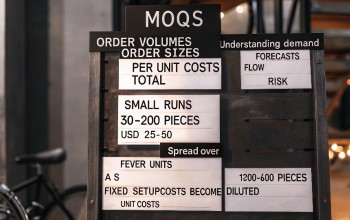 MOQS
ORDER VOLUMES
ORDER SIZES
Understanding demand
PER UNIT COSTS
TOTAL
FORECASTS
FLOW
RISK
SMALL RUNS
30-200 PIECES
USD 25-50
Spread over
FEWER UNITS
A S
FIXED SETUPCOSTS BECOME
UNIT COSTS
1200-600 PIECES
DILUTED